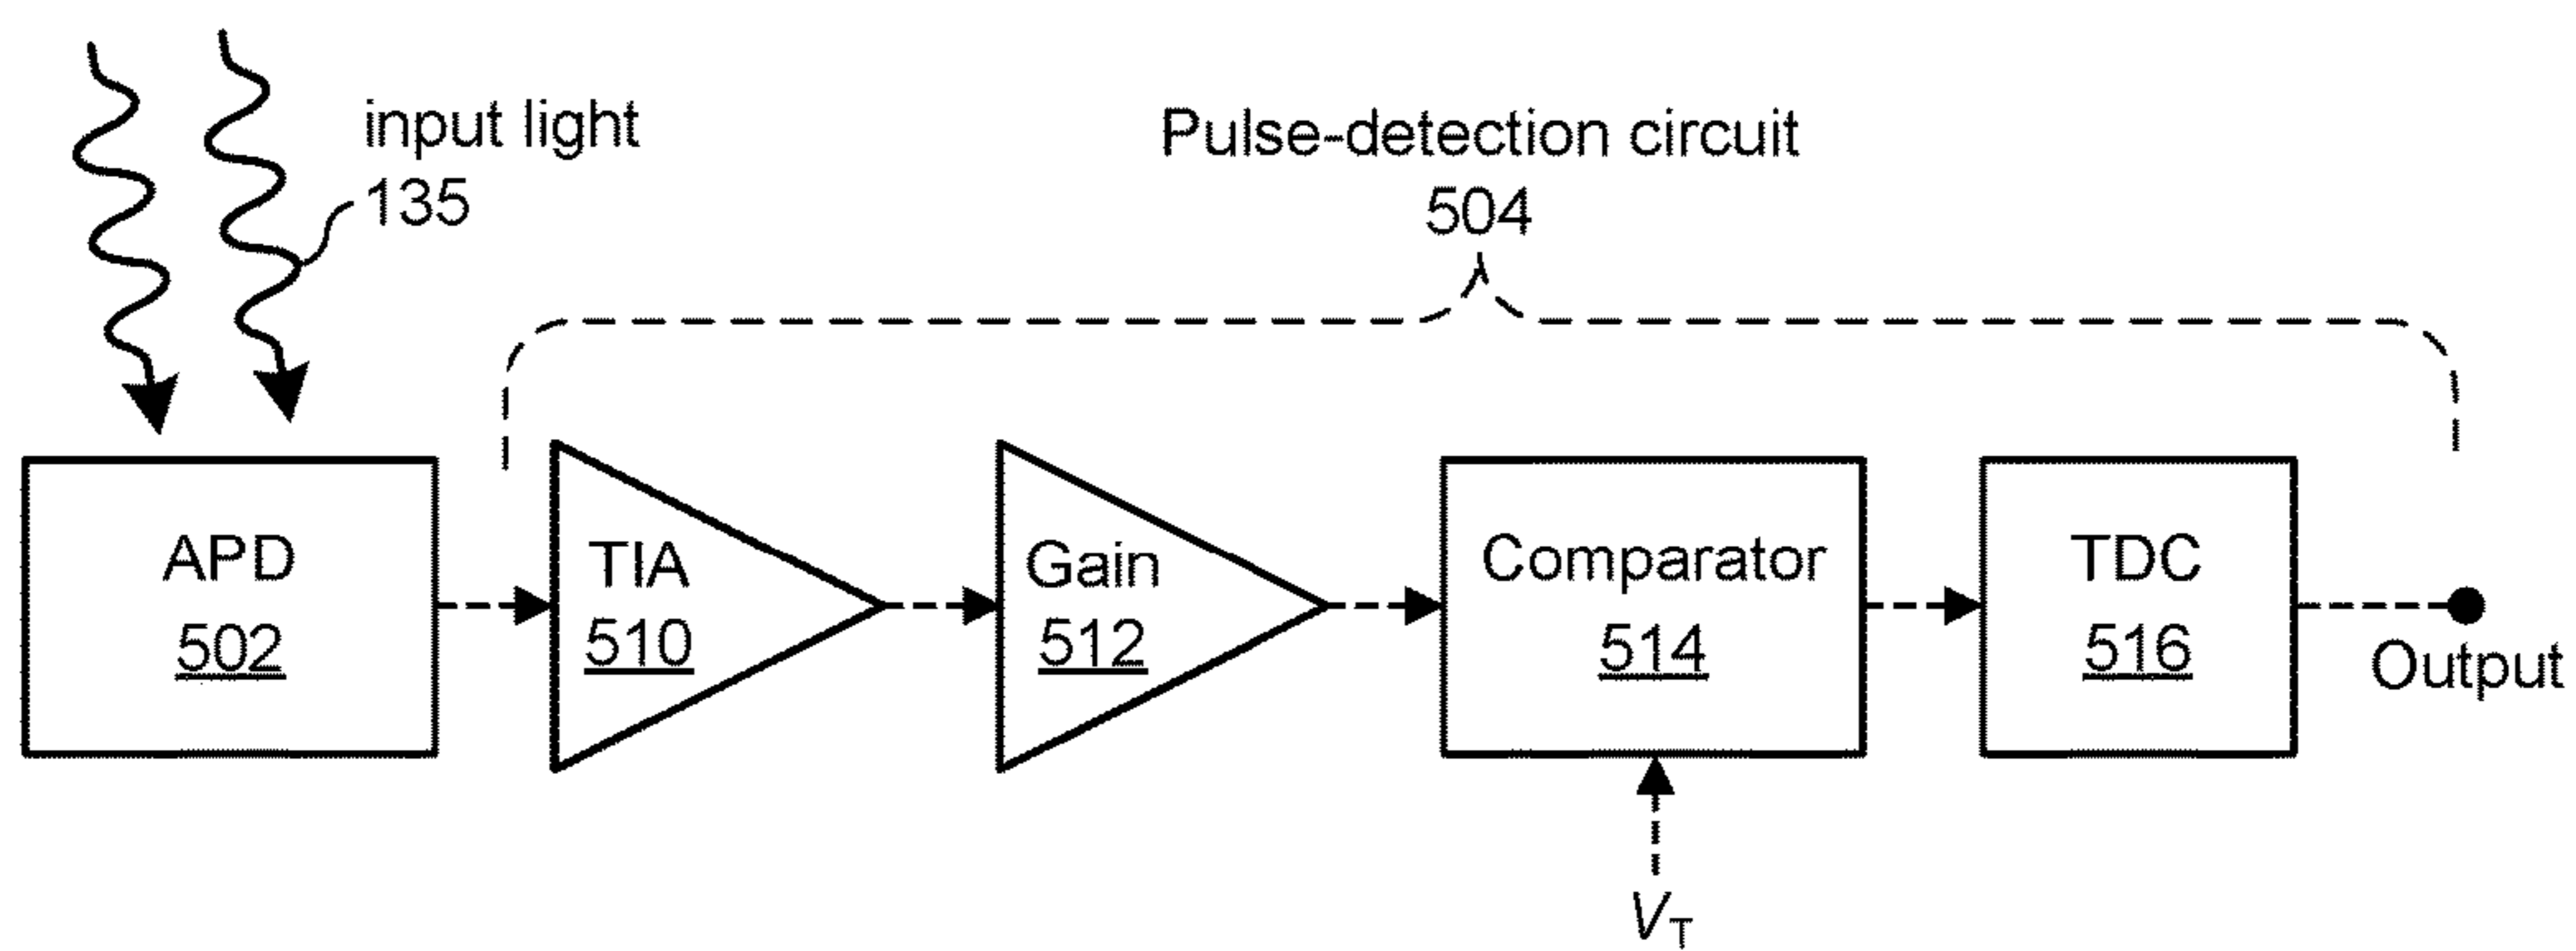 input light
135
Pulse-detection circuit
504
APD
502
TIA
510
Gain
512
Comparator
514
TDC
516
Output
VT